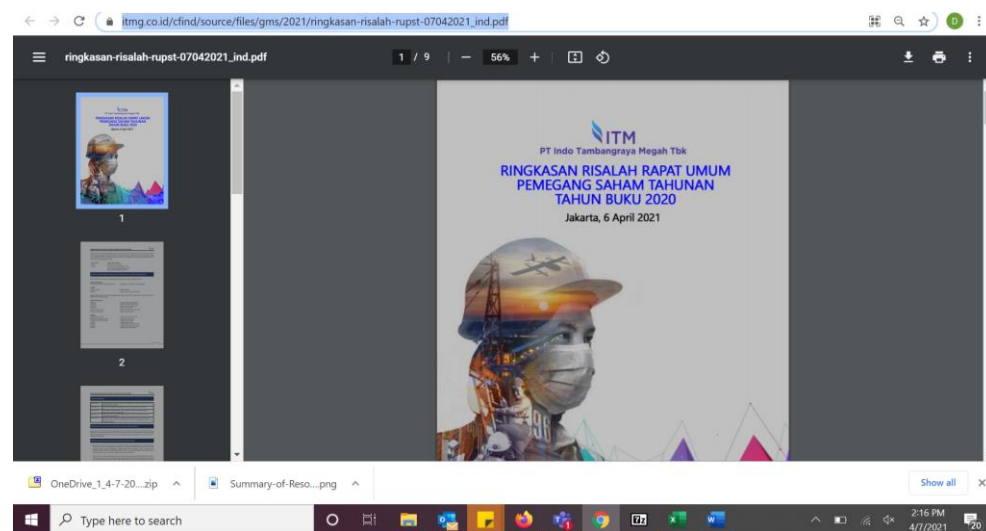 itmg.co.id/cfind/source/files/gms/2021/ringkasan-risalah-rupst-07042021_ind.pdf
D
ringkasan-risalah-rupst-07042021_ind.pdf
1 / 9
56%
1
2
ITM
PT Indo Tambangraya Megah Tbk
RINGKASAN RISALAH RAPAT UMUM
PEMEGANG SAHAM TAHUNAN
TAHUN BUKU 2020
Jakarta, 6 April 2021
OneDrive_1_4-7-20....zip
Summary-of-Reso....png
Show all
Type here to search
2:16 PM
4/7/2021
20